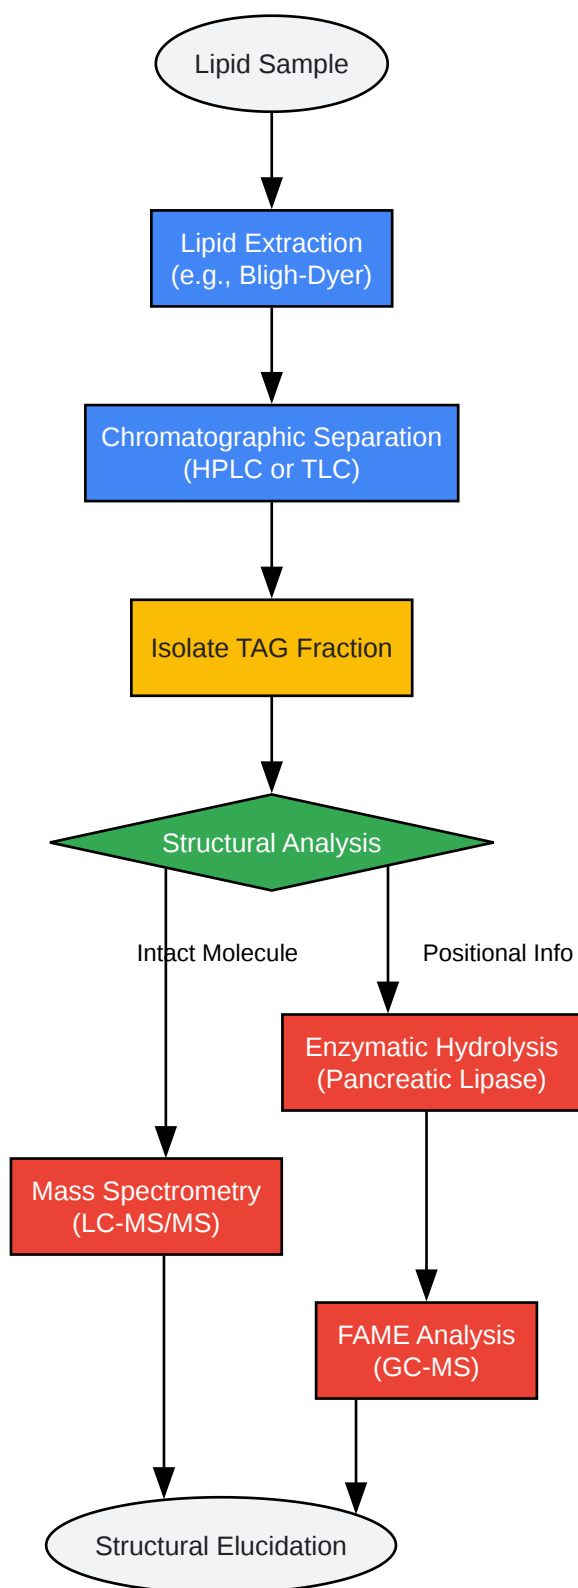 Lipid Sample
Lipid Extraction
(e.g., Bligh-Dyer)
Chromatographic Separation
(HPLC or TLC)
Isolate TAG Fraction
Structural Analysis
Intact Molecule
Positional Info
Enzymatic Hydrolysis
(Pancreatic Lipase)
Mass Spectrometry
(LC-MS/MS)
FAME Analysis
(GC-MS)
Structural Elucidation